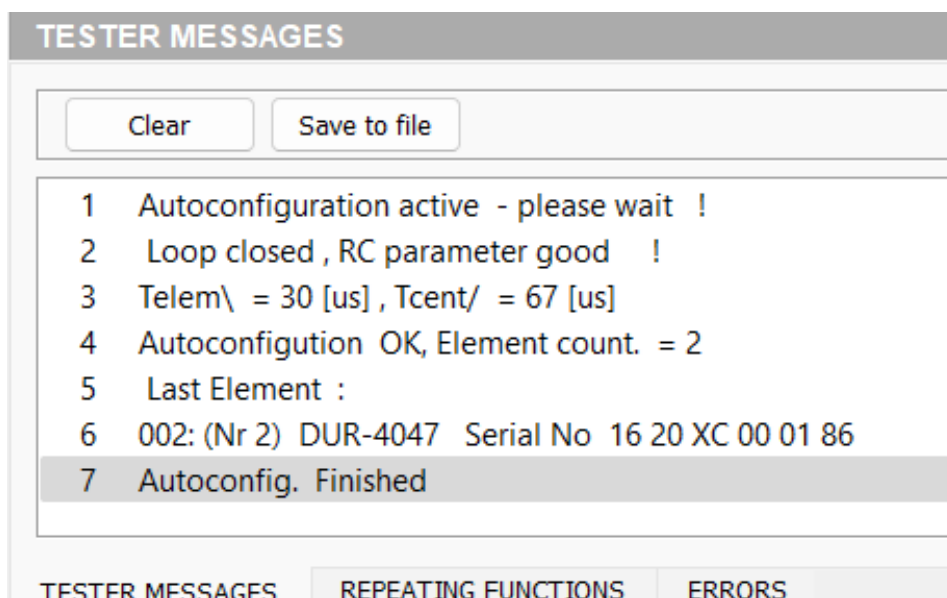 TESTER MESSAGES
Clear Save to file
1 Autoconfiguration active - please wait !
2 Loop closed , RC parameter good !
3 Telem\ = 30 [us] , Tcent/ = 67 [us]
4 Autoconfigution OK, Element count. = 2
5 Last Element :
6 002: (Nr 2) DUR-4047 Serial No 16 20 XC 00 01 86
7 Autoconfig. Finished
TESTER MESSAGES REPEATING FUNCTIONS ERRORS